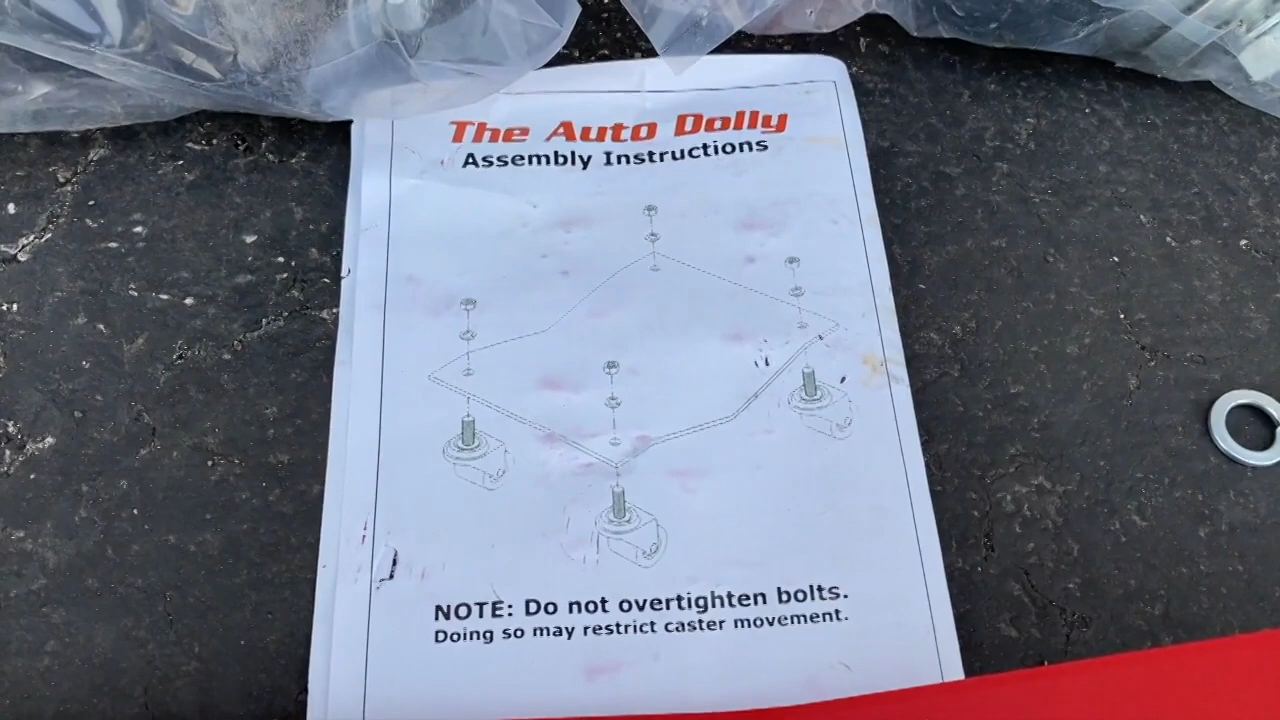 The Auto Dolly
Assembly Instructions
NOTE: Do not overtighten bolts.
Doing so may restrict caster movement.